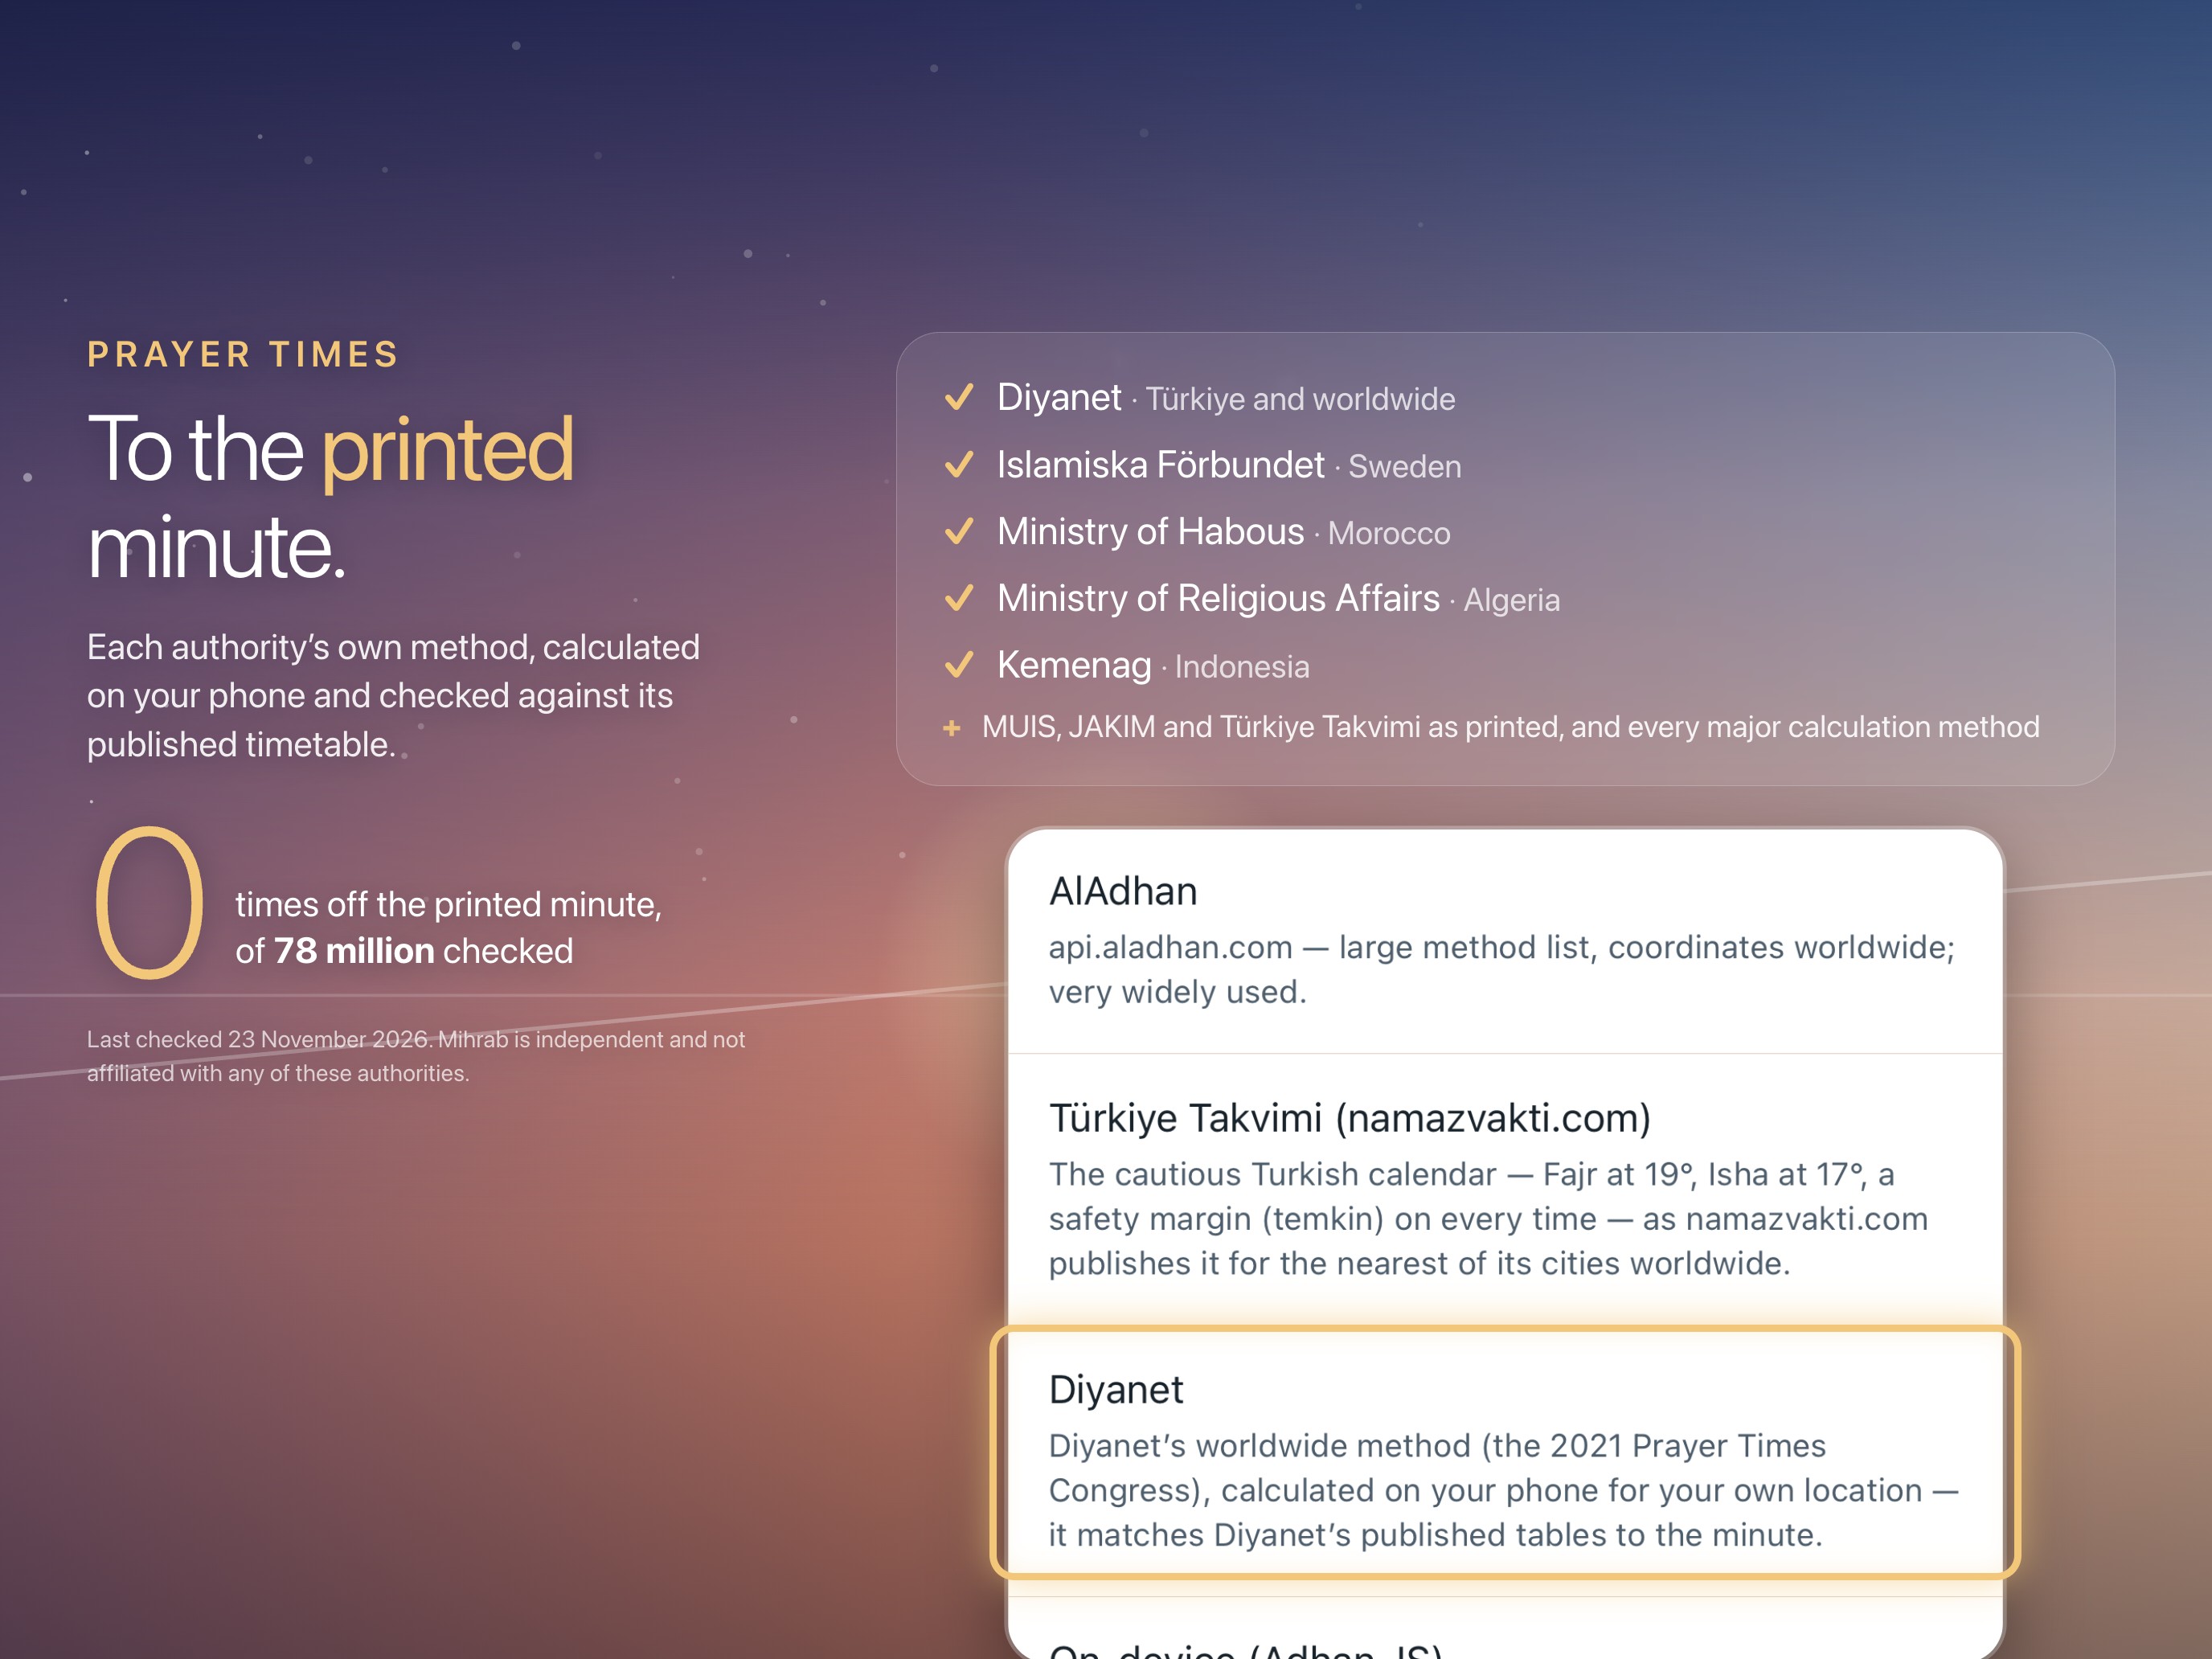 PRAYER TIMES
To the printed
minute.
Each authority’s own method, calculated
on your phone and checked against its
published timetable.
0
times off the printed minute,
of 78 million checked
Last checked 23 November 2026. Mihrab is independent and not
affiliated with any of these authorities.
✓ Diyanet · Türkiye and worldwide
✓ Islamiska Förbundet · Sweden
✓ Ministry of Habous · Morocco
✓ Ministry of Religious Affairs · Algeria
✓ Kemenag · Indonesia
+ MUIS, JAKIM and Türkiye Takvimi as printed, and every major calculation method
AlAdhan
api.aladhan.com — large method list, coordinates worldwide;
very widely used.
Türkiye Takvimi (namazvakti.com)
The cautious Turkish calendar — Fajr at 19°, Isha at 17°, a
safety margin (temkin) on every time — as namazvakti.com
publishes it for the nearest of its cities worldwide.
Diyanet
Diyanet’s worldwide method (the 2021 Prayer Times
Congress), calculated on your phone for your own location —
it matches Diyanet’s published tables to the minute.
On-device (Adhan JS)